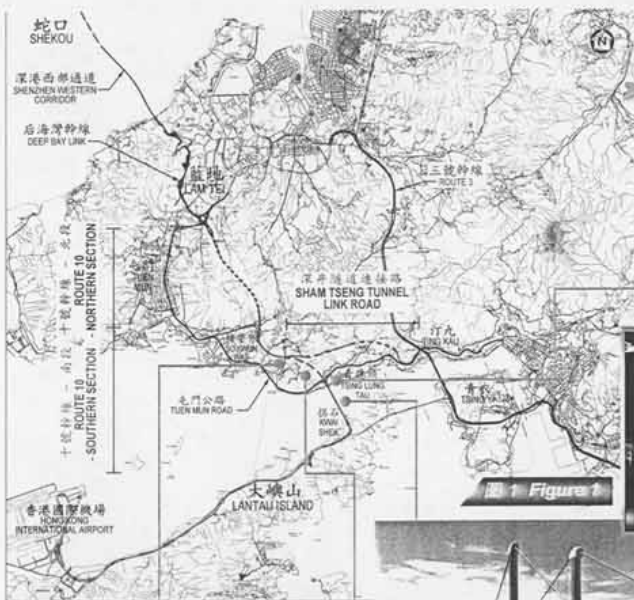 蛇口
SHEKOU
N
深港西部通道
SHENZHEN WESTERN
CORRIDOR
后海灣幹線
DEEP BAY LINK
藍地
LAM TEI
三號幹線
ROUTE 3
屯門
TUEN
MUN
十號幹線 - 北段
ROUTE 10
- NORTHERN SECTION
深井隧道連接路
SHAM TSENG TUNNEL
LINK ROAD
汀九
TING KAU
十號幹線 - 南段
ROUTE 10
- SOUTHERN SECTION
青龍頭
TSING LUNG
TAU
青衣
TSING YI
屯門公路
TUEN MUN ROAD
KWAI
SHEK
圖 1 Figure 1
大嶼山
LANTAU ISLAND
香港國際機場
HONG KONG
INTERNATIONAL AIRPORT